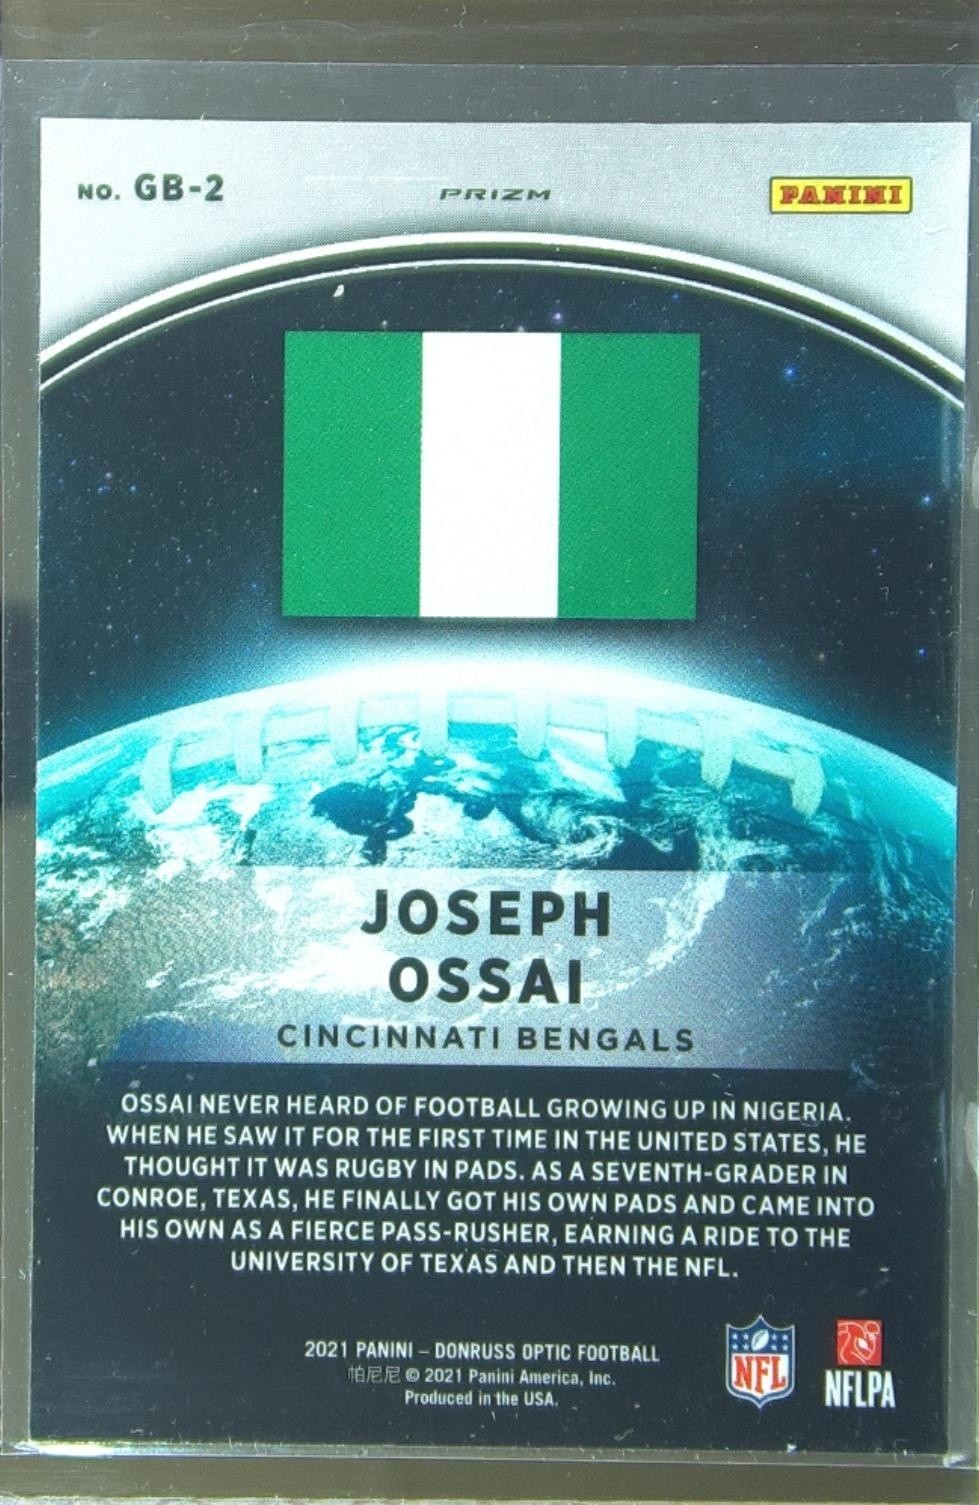 NO. GB-2
PRIZM
PANINI
JOSEPH
OSSAI
CINCINNATI BENGALS
OSSAI NEVER HEARD OF FOOTBALL GROWING UP IN NIGERIA.
WHEN HE SAW IT FOR THE FIRST TIME IN THE UNITED STATES, HE
THOUGHT IT WAS RUGBY IN PADS. AS A SEVENTH-GRADER IN
CONROE, TEXAS, HE FINALLY GOT HIS OWN PADS AND CAME INTO
HIS OWN AS A FIERCE PASS-RUSHER, EARNING A RIDE TO THE
UNIVERSITY OF TEXAS AND THEN THE NFL.
2021 PANINI – DONRUSS OPTIC FOOTBALL
帕尼尼 © 2021 Panini America, Inc.
Produced in the USA.
NFL
NFLPA